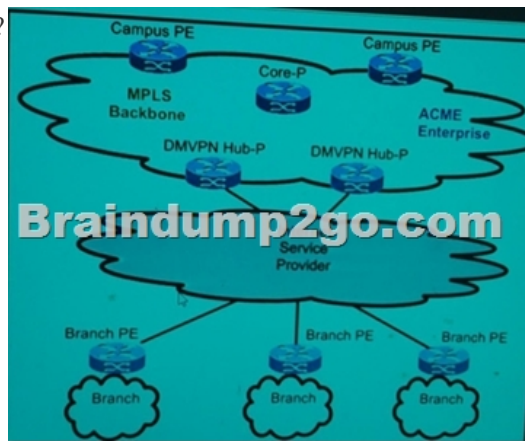 ?
Campus PE
Campus PE
Core-P
MPLS
Backbone
ACME
Enterprise
DMVPN Hub-P
DMVPN Hub-P
Braindump2go.com
Service
Provider
Branch PE
Branch PE
Branch PE
Branch
Branch
Branch